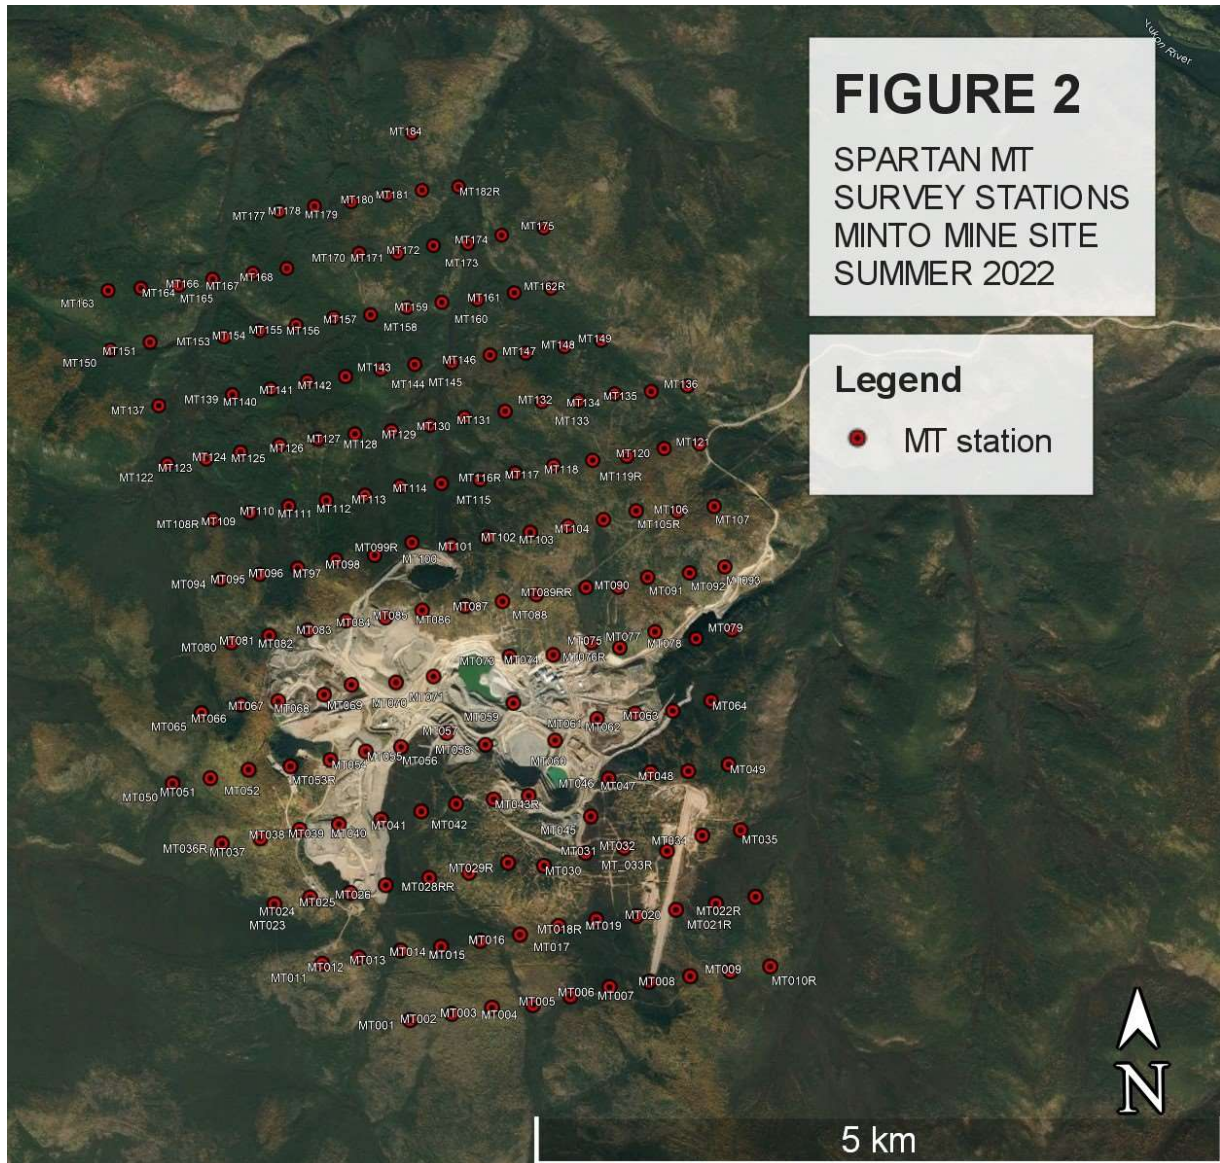 Yukon River
FIGURE 2
SPARTAN MT
SURVEY STATIONS
MINTO MINE SITE
SUMMER 2022
Legend
MT station
MT184
MT177 MT178 MT179 MT180 MT181 MT182R
MT170 MT171 MT172 MT173 MT174 MT175
MT163 MT164 MT166 MT165 MT167 MT168
MT150 MT151 MT153 MT154 MT155 MT156 MT157 MT158 MT159 MT160 MT161 MT162R
MT137 MT139 MT140 MT141 MT142 MT143 MT144 MT145 MT146 MT147 MT148 MT149
MT122 MT123 MT124 MT125 MT126 MT127 MT128 MT129 MT130 MT131 MT132 MT133 MT134 MT135 MT136
MT108R MT109 MT110 MT111 MT112 MT113 MT114 MT115 MT116R MT117 MT118 MT119R MT120 MT121
MT094 MT095 MT096 MT97 MT098 MT099R MT100 MT101 MT102 MT103 MT104 MT105R MT106 MT107
MT080 MT081 MT082 MT083 MT084 MT085 MT086 MT087 MT088 MT089RR MT090 MT091 MT092 MT093
MT065 MT066 MT067 MT068 MT069 MT070 MT071 MT073 MT074 MT075 MT076R MT077 MT078 MT079
MT050 MT051 MT052 MT053R MT054 MT055 MT056 MT057 MT058 MT059 MT060 MT061 MT062 MT063 MT064
MT036R MT037 MT038 MT039 MT040 MT041 MT042 MT043R MT045 MT046 MT047 MT048 MT049
MT023 MT024 MT025 MT026 MT028RR MT029R MT030 MT031 MT032 MT_033R MT034 MT035
MT011 MT012 MT013 MT014 MT015 MT016 MT017 MT018R MT019 MT020 MT021R MT022R
MT001 MT002 MT003 MT004 MT005 MT006 MT007 MT008 MT009 MT010R
N
5 km